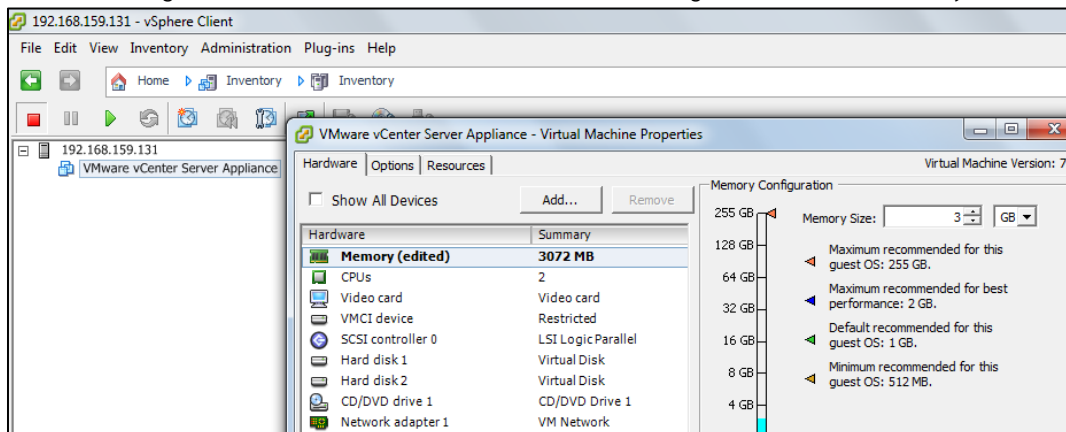 192.168.159.131 - vSphere Client
File Edit View Inventory Administration Plug-ins Help
Home Inventory Inventory
192.168.159.131
VMware vCenter Server Appliance
VMware vCenter Server Appliance - Virtual Machine Properties
Hardware Options Resources
Virtual Machine Version: 7
Show All Devices
Add...
Remove
Hardware Summary
Memory (edited) 3072 MB
CPUs 2
Video card Video card
VMCI device Restricted
SCSI controller 0 LSI Logic Parallel
Hard disk 1 Virtual Disk
Hard disk 2 Virtual Disk
CD/DVD drive 1 CD/DVD Drive 1
Network adapter 1 VM Network
Memory Configuration
255 GB
128 GB
64 GB
32 GB
16 GB
8 GB
4 GB
Memory Size: 3 GB
Maximum recommended for this
guest OS: 255 GB.
Maximum recommended for best
performance: 2 GB.
Default recommended for this
guest OS: 1 GB.
Minimum recommended for this
guest OS: 512 MB.